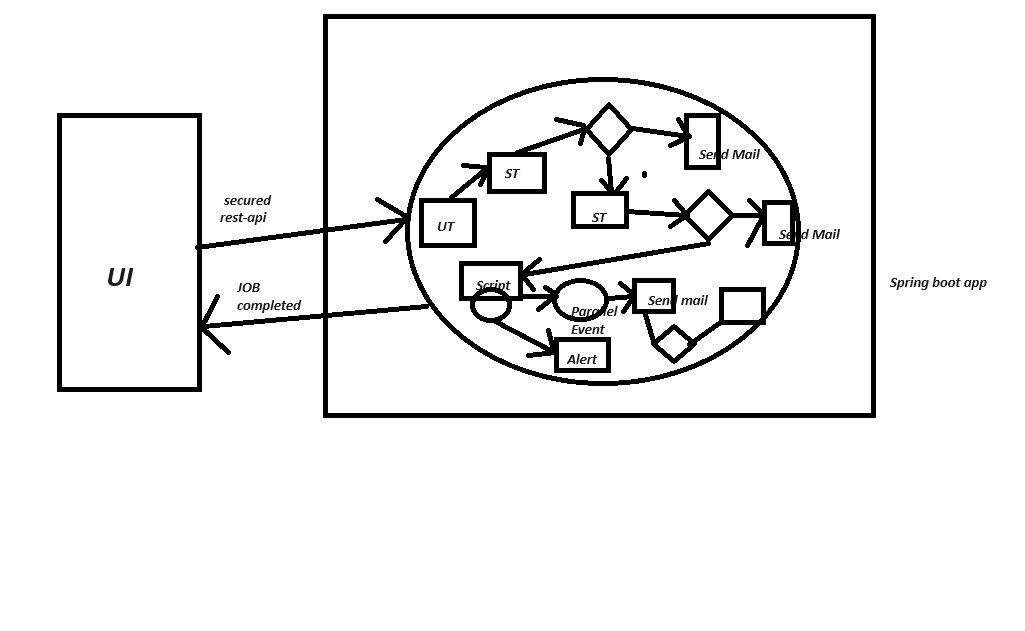 UI
secured
rest-api
JOB
completed
UT
ST
Send Mail
ST
Send Mail
Script
Parallel
Event
Send mail
Alert
Spring boot app